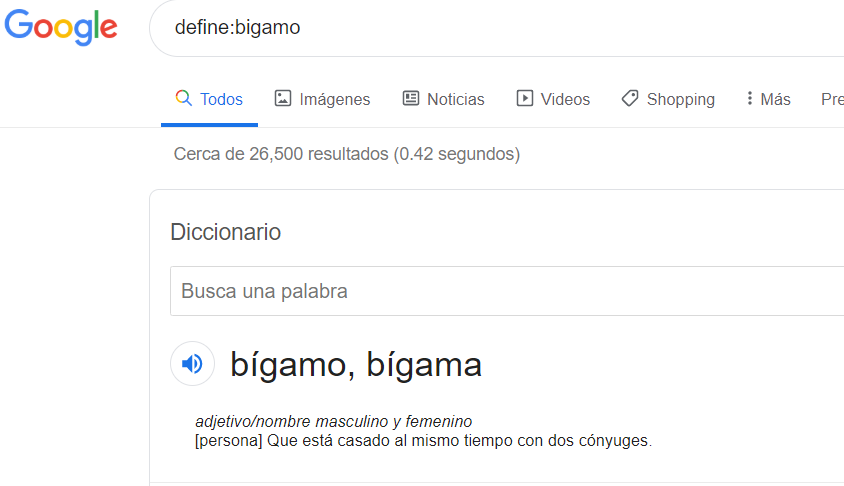 Google
define:bigamo
Todos Imágenes Noticias Videos Shopping Más Pre
Cerca de 26,500 resultados (0.42 segundos)
Diccionario
Busca una palabra
bígamo, bígama
adjetivo/nombre masculino y femenino
[persona] Que está casado al mismo tiempo con dos cónyuges.